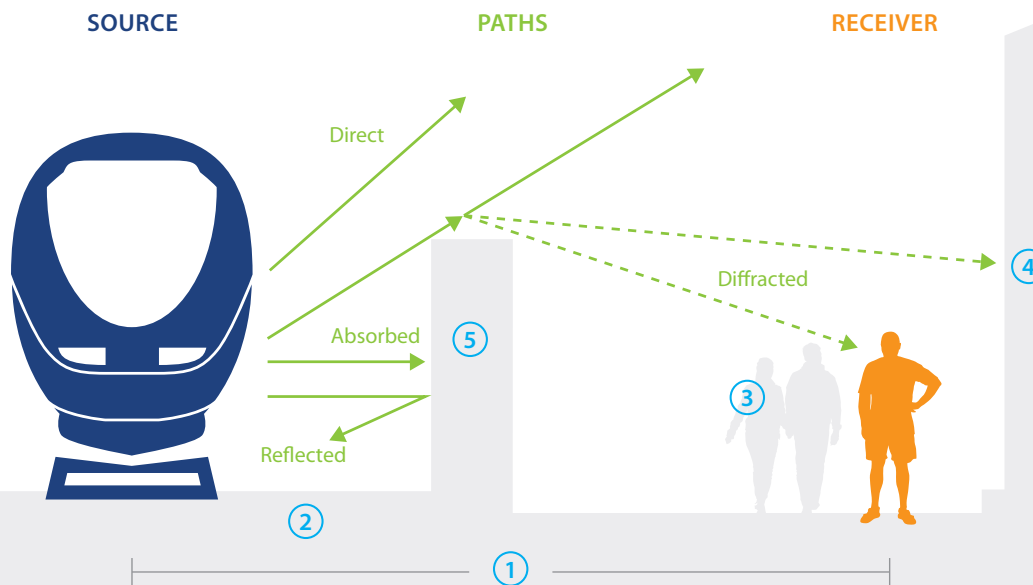 SOURCE
PATHS
RECEIVER
Direct
4
Diffracted
Absorbed
5
3
Reflected
2
1